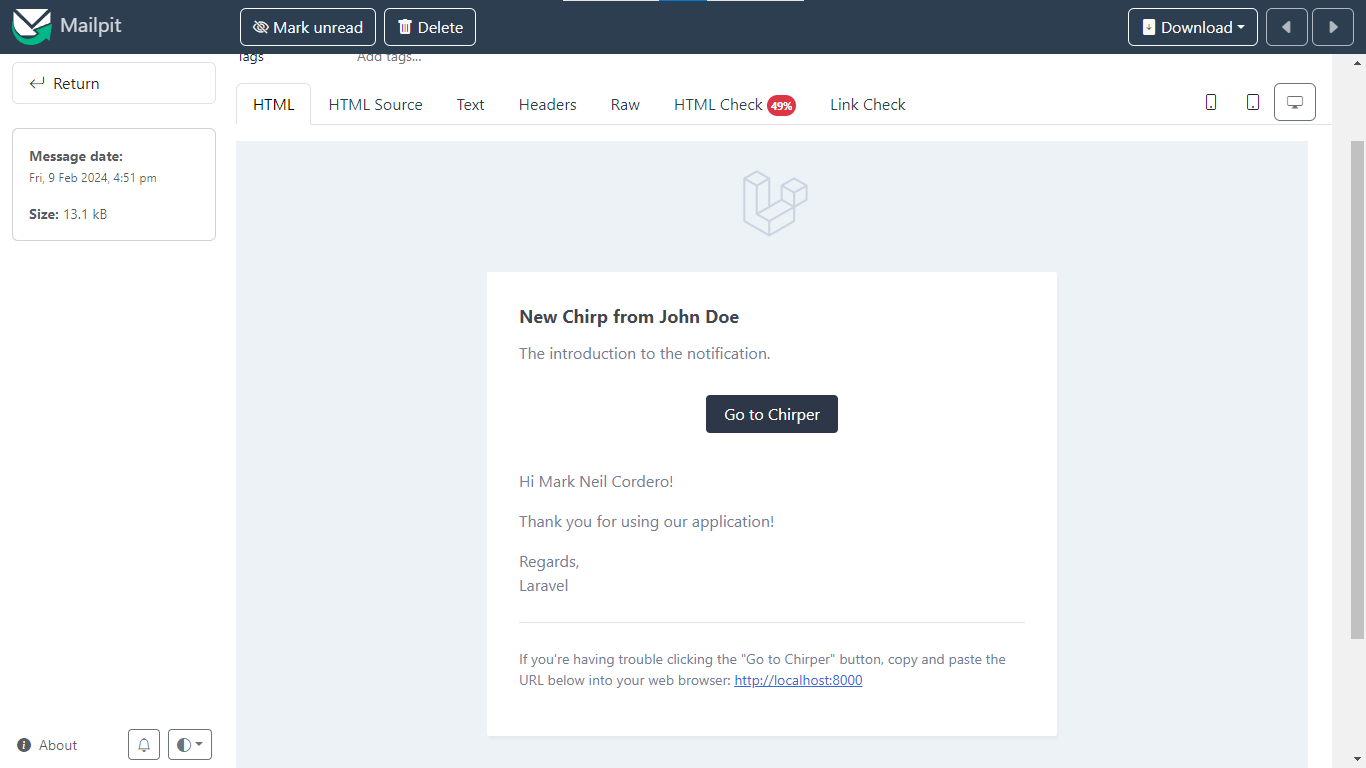 Mailpit
Mark unread
Delete
Download
Return
Message date:
Fri, 9 Feb 2024, 4:51 pm
Size: 13.1 kB
About
Tags
Add tags...
HTML
HTML Source
Text
Headers
Raw
HTML Check 49%
Link Check
New Chirp from John Doe
The introduction to the notification.
Go to Chirper
Hi Mark Neil Cordero!
Thank you for using our application!
Regards,
Laravel
If you're having trouble clicking the "Go to Chirper" button, copy and paste the
URL below into your web browser: http://localhost:8000